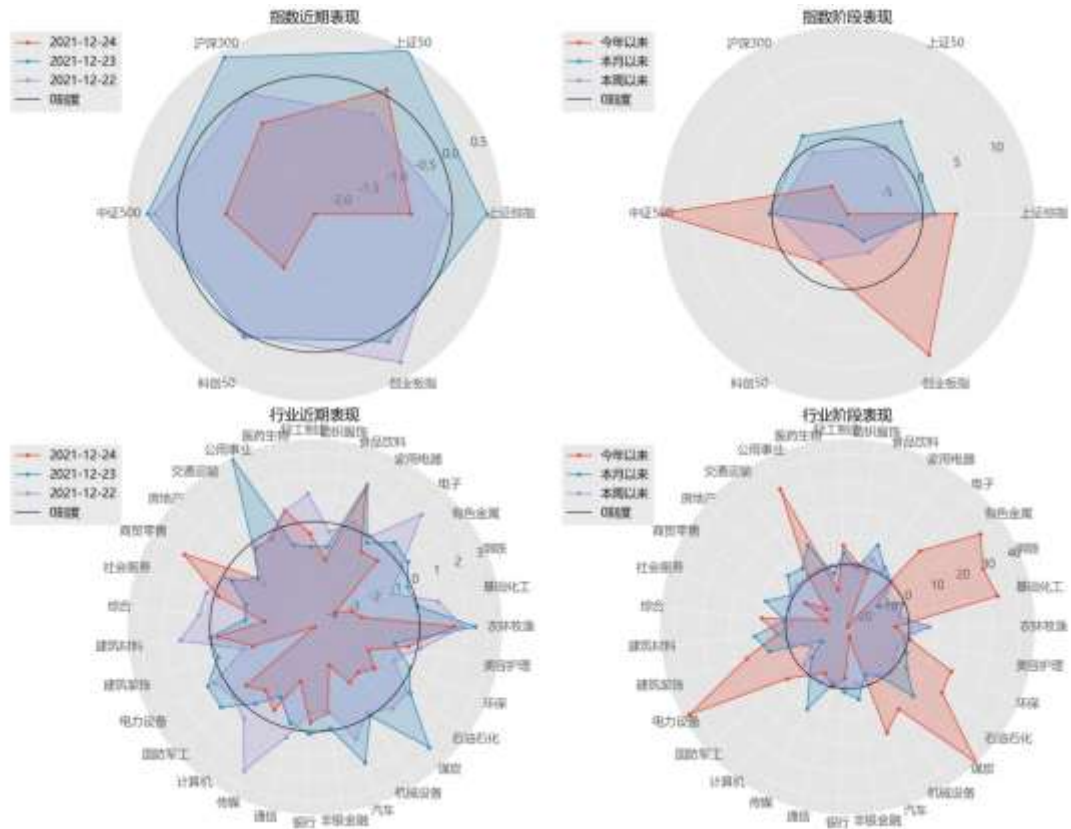 指数近期表现
2021-12-24
2021-12-23
2021-12-22
0刻度
沪深300
上证50
中证500
上证综指
科创50
创业板指
-2.0
-1.5
-1.0
-0.5
0.0
0.5
指数阶段表现
今年以来
本月以来
本周以来
0刻度
沪深300
上证50
中证500
上证综指
科创50
创业板指
-5
0
5
10
行业近期表现
2021-12-24
2021-12-23
2021-12-22
0刻度
医药生物
轻工制造
纺织服饰
食品饮料
公用事业
家用电器
交通运输
电子
房地产
有色金属
商贸零售
钢铁
社会服务
基础化工
综合
农林牧渔
建筑材料
美容护理
建筑装饰
环保
电力设备
石油石化
国防军工
煤炭
计算机
机械设备
传媒
汽车
通信
银行
非银金融
-2
0
1
2
3
行业阶段表现
今年以来
本月以来
本周以来
0刻度
医药生物
轻工制造
纺织服饰
食品饮料
公用事业
家用电器
交通运输
电子
房地产
有色金属
商贸零售
钢铁
社会服务
基础化工
综合
农林牧渔
建筑材料
美容护理
建筑装饰
环保
电力设备
石油石化
国防军工
煤炭
计算机
机械设备
传媒
汽车
通信
银行
非银金融
0
10
20
30
40